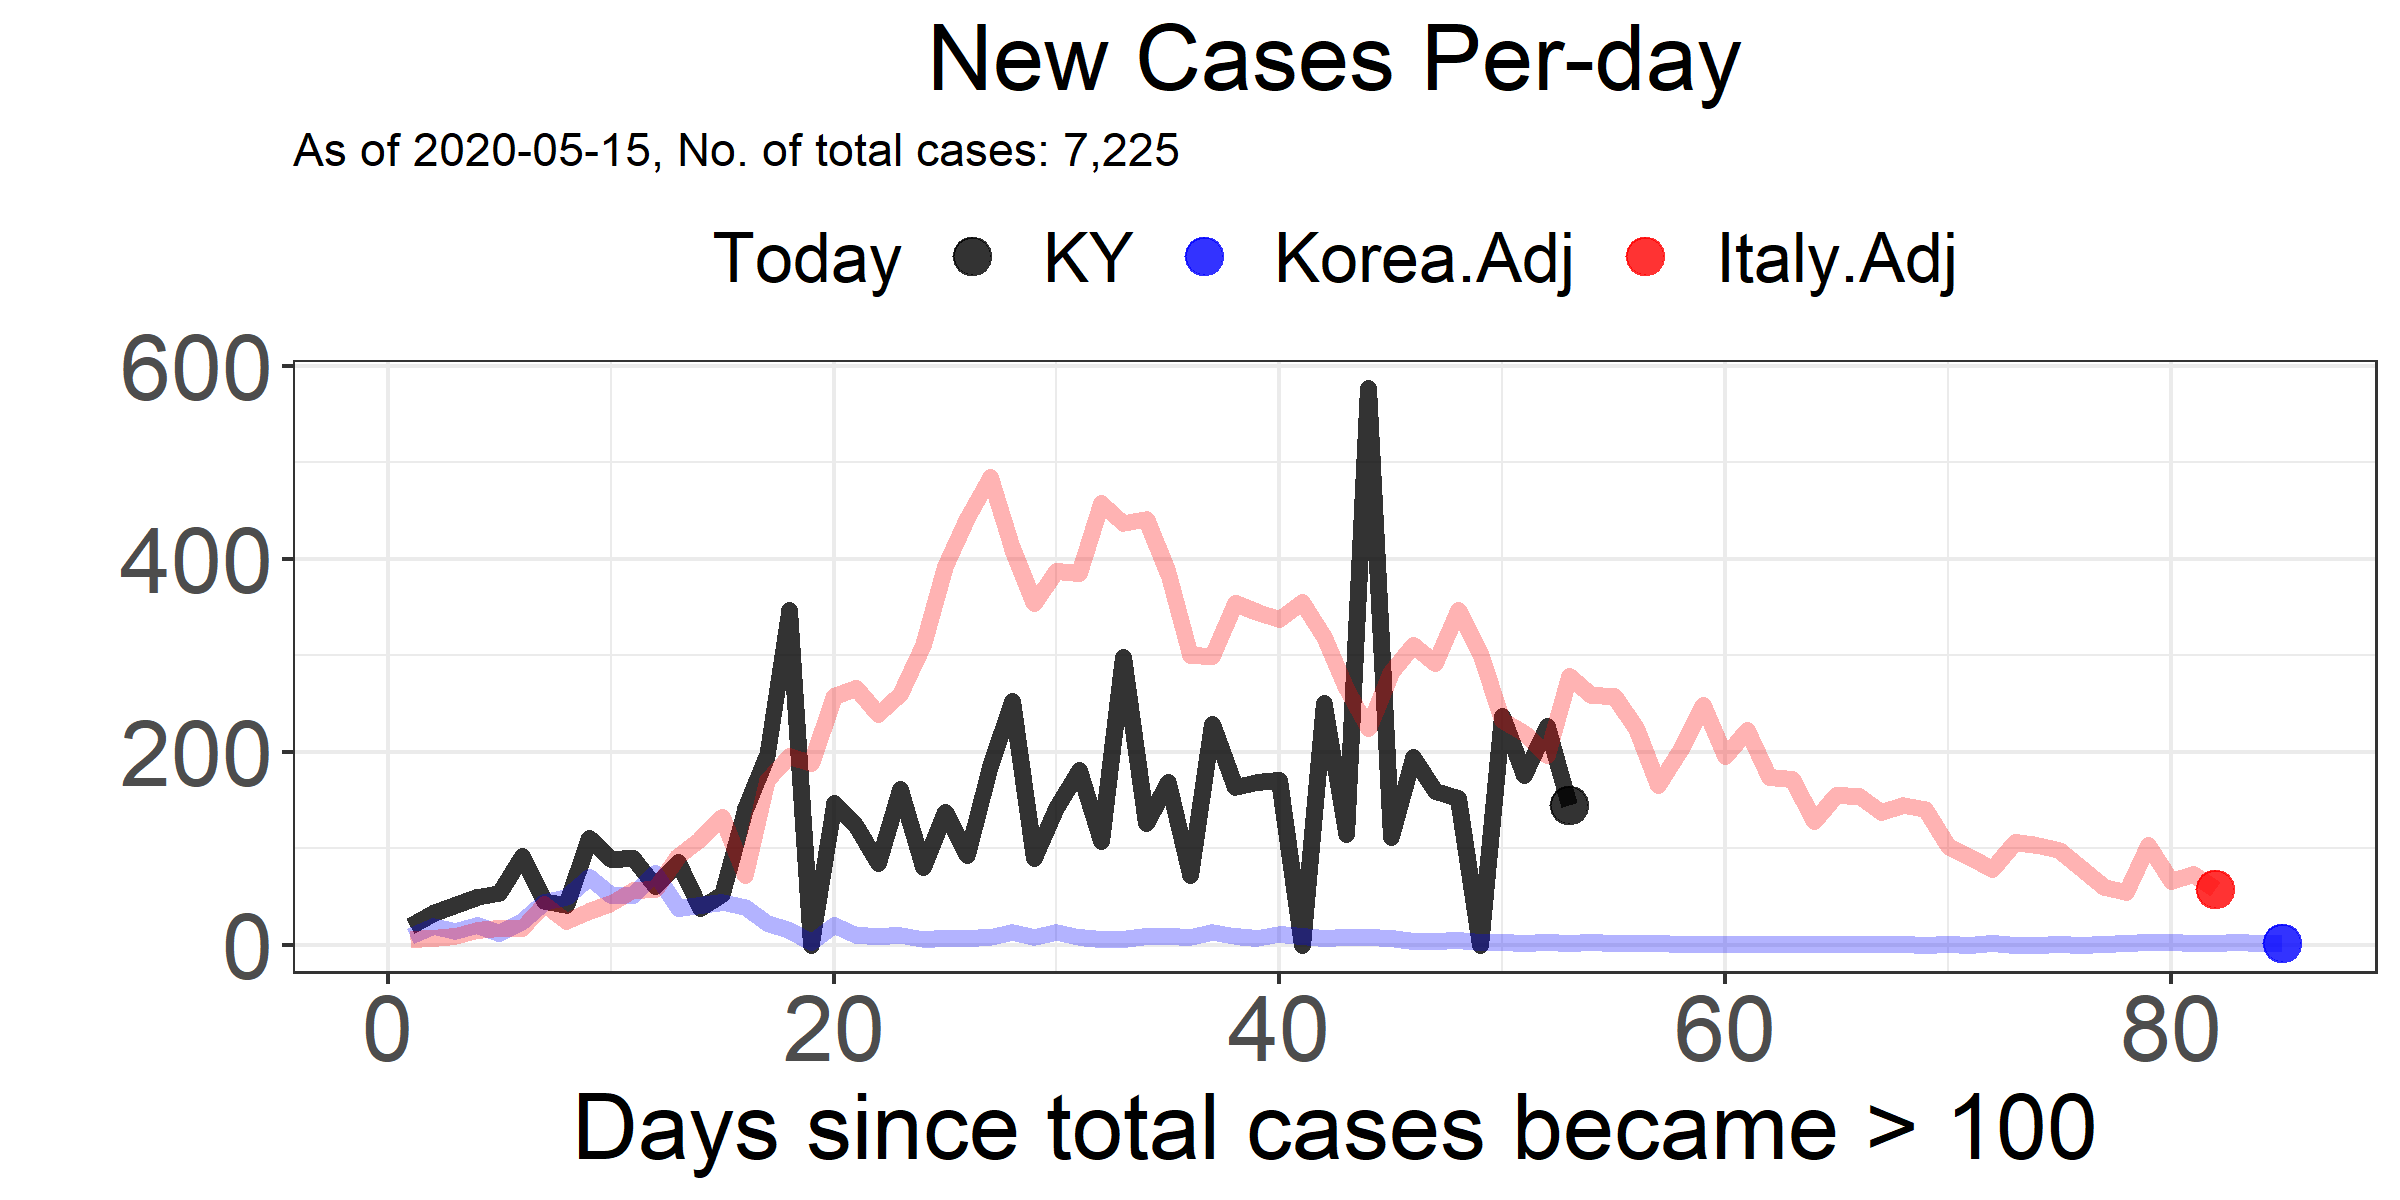 New Cases Per-day
As of 2020-05-15, No. of total cases: 7,225
Today KY Korea.Adj Italy.Adj
600
400
200
0
0 20 40 60 80
Days since total cases became > 100